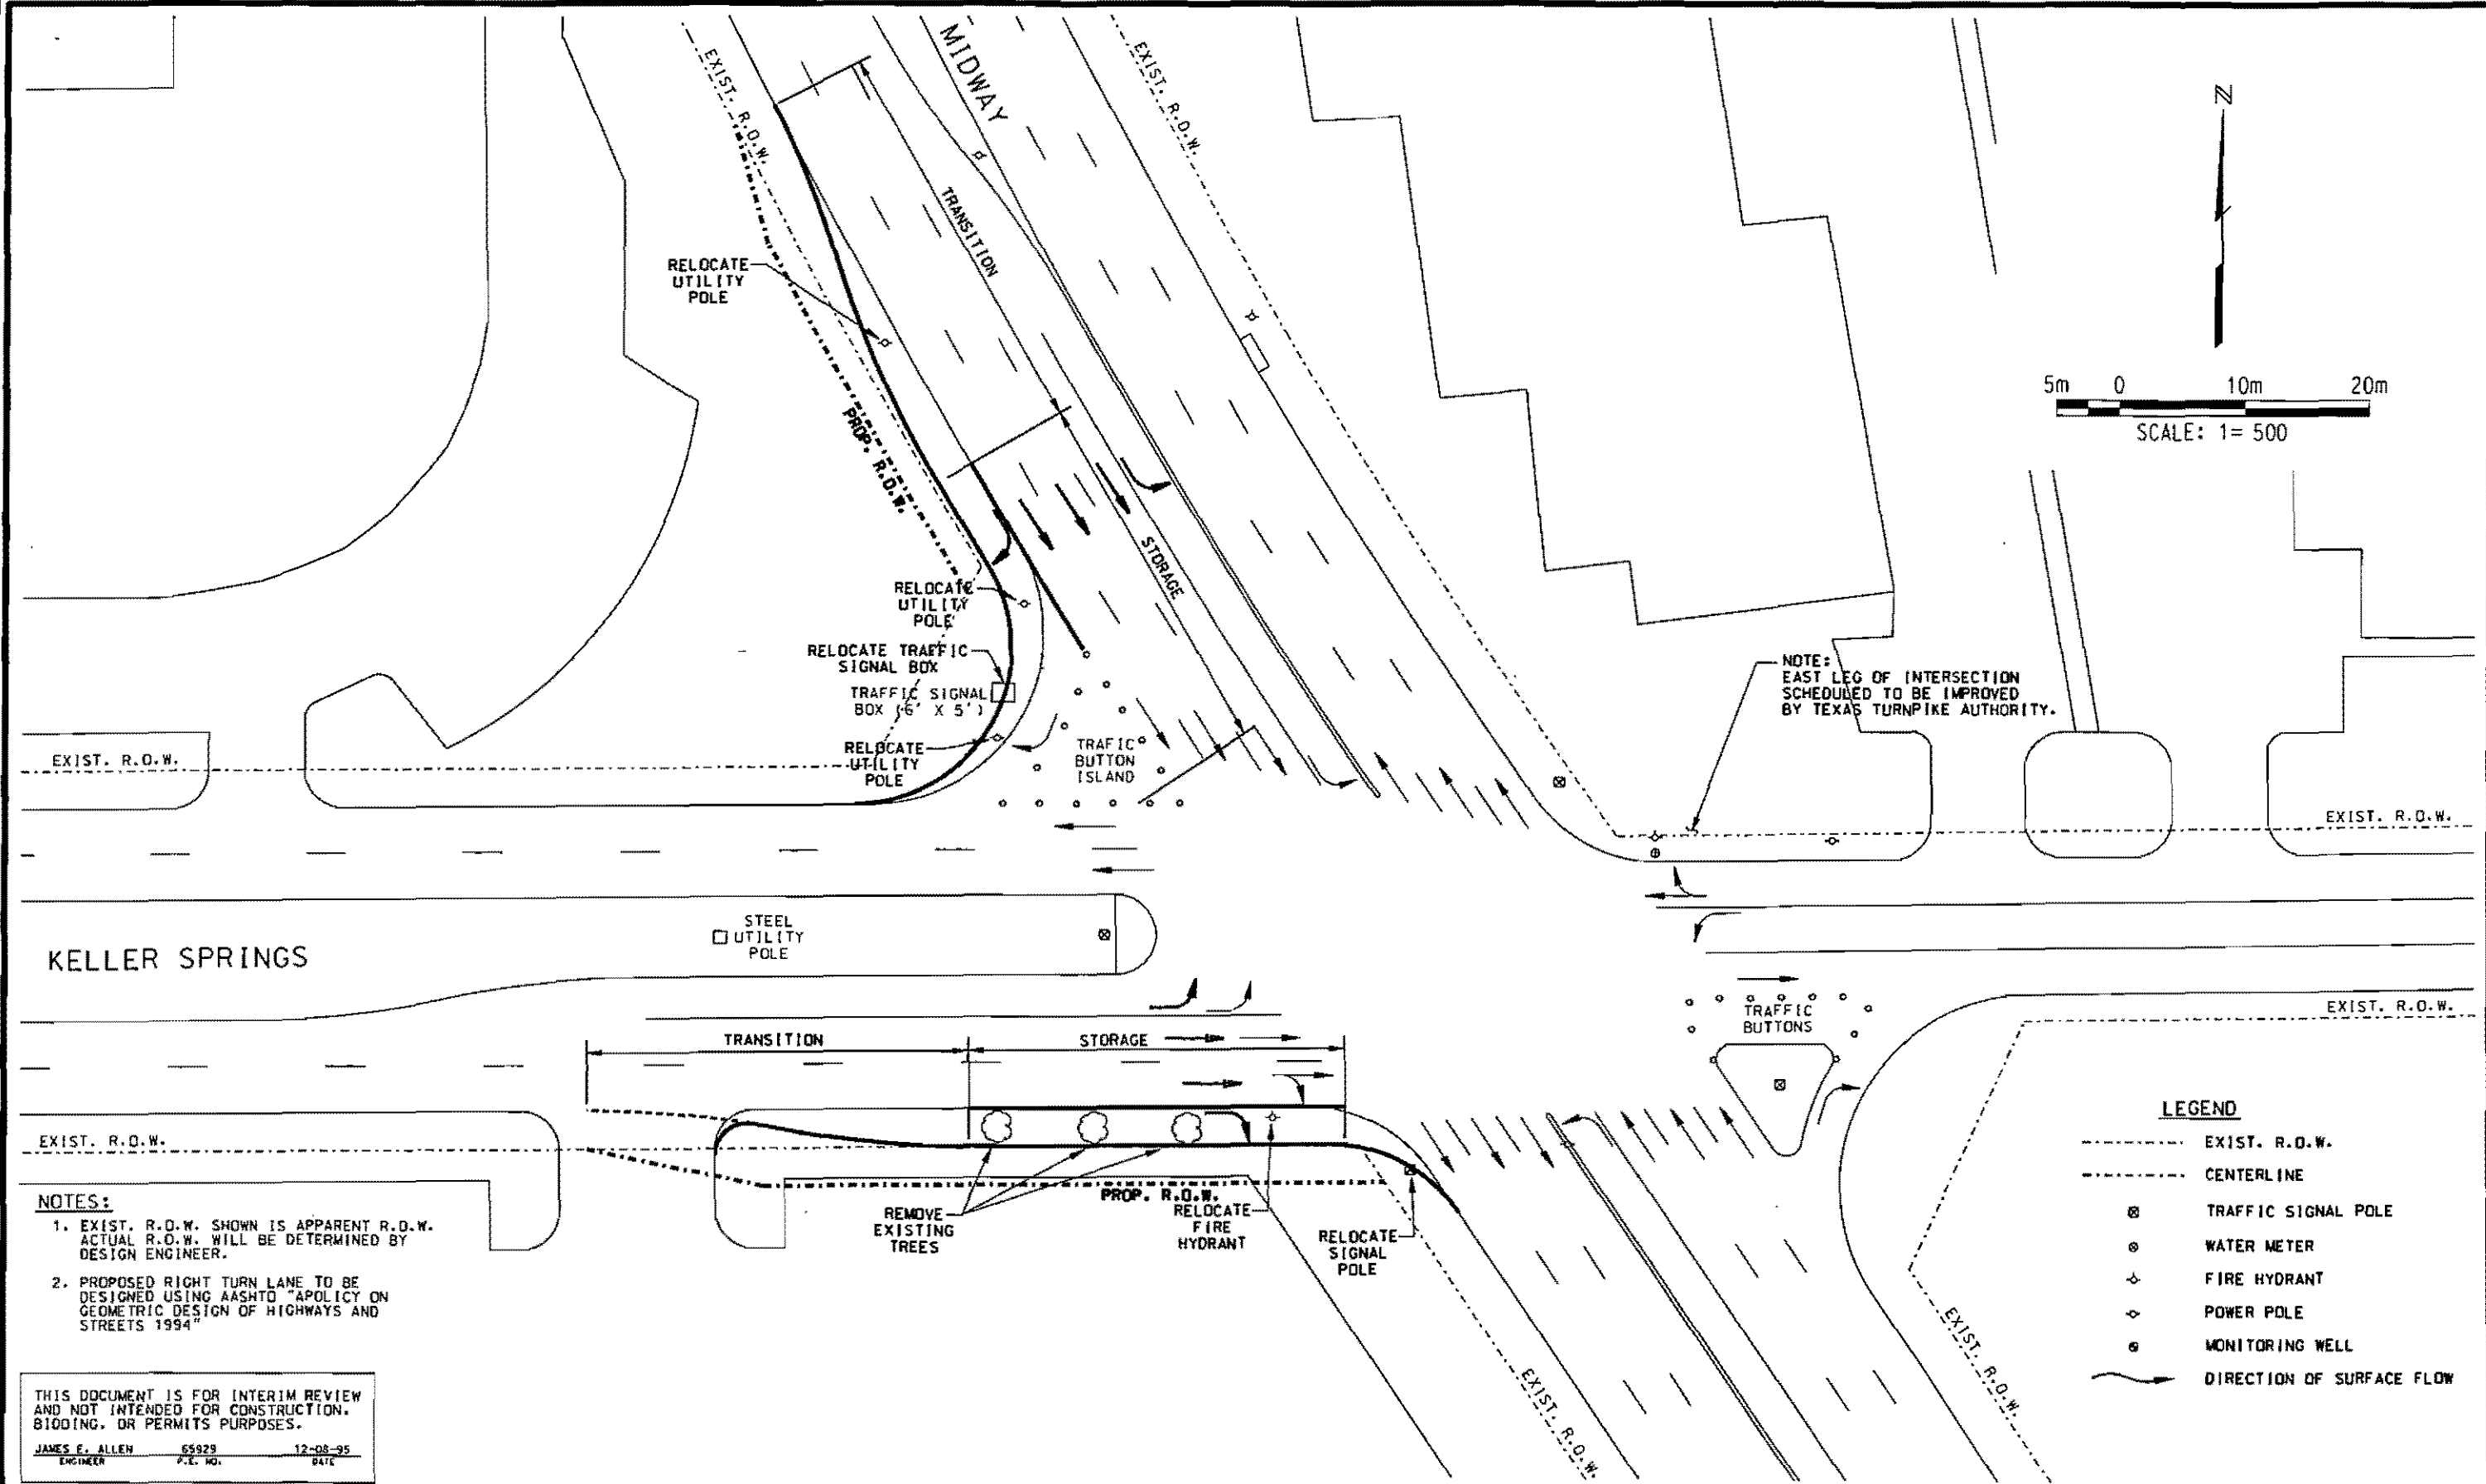 MIDWAY
EXIST. R.O.W.
EXIST. R.O.W.
N
TRANSITION
RELOCATE
UTILITY
POLE
5m 0 10m 20m
SCALE: 1= 500
PROP. R.O.W.
STORAGE
RELOCATE
UTILITY
POLE
RELOCATE TRAFFIC
SIGNAL BOX
TRAFFIC SIGNAL
BOX (6' X 5')
RELOCATE
UTILITY
POLE
TRAFIC
BUTTON
ISLAND
NOTE:
EAST LEG OF INTERSECTION
SCHEDULED TO BE IMPROVED
BY TEXAS TURNPIKE AUTHORITY.
EXIST. R.O.W.
EXIST. R.O.W.
STEEL
UTILITY
POLE
KELLER SPRINGS
TRAFFIC
BUTTONS
EXIST. R.O.W.
TRANSITION
STORAGE
EXIST. R.O.W.
PROP. R.O.W.
REMOVE
EXISTING
TREES
RELOCATE
FIRE
HYDRANT
RELOCATE
SIGNAL
POLE
EXIST. R.O.W.
EXIST. R.O.W.
LEGEND
EXIST. R.O.W.
CENTERLINE
TRAFFIC SIGNAL POLE
WATER METER
FIRE HYDRANT
POWER POLE
MONITORING WELL
DIRECTION OF SURFACE FLOW
NOTES:
1. EXIST. R.O.W. SHOWN IS APPARENT R.O.W.
ACTUAL R.O.W. WILL BE DETERMINED BY
DESIGN ENGINEER.
2. PROPOSED RIGHT TURN LANE TO BE
DESIGNED USING AASHTO "APOLICY ON
GEOMETRIC DESIGN OF HIGHWAYS AND
STREETS 1994"
THIS DOCUMENT IS FOR INTERIM REVIEW
AND NOT INTENDED FOR CONSTRUCTION.
BIDDING. OR PERMITS PURPOSES.
JAMES E. ALLEN 65929 12-08-95
ENGINEER P.E. NO. DATE